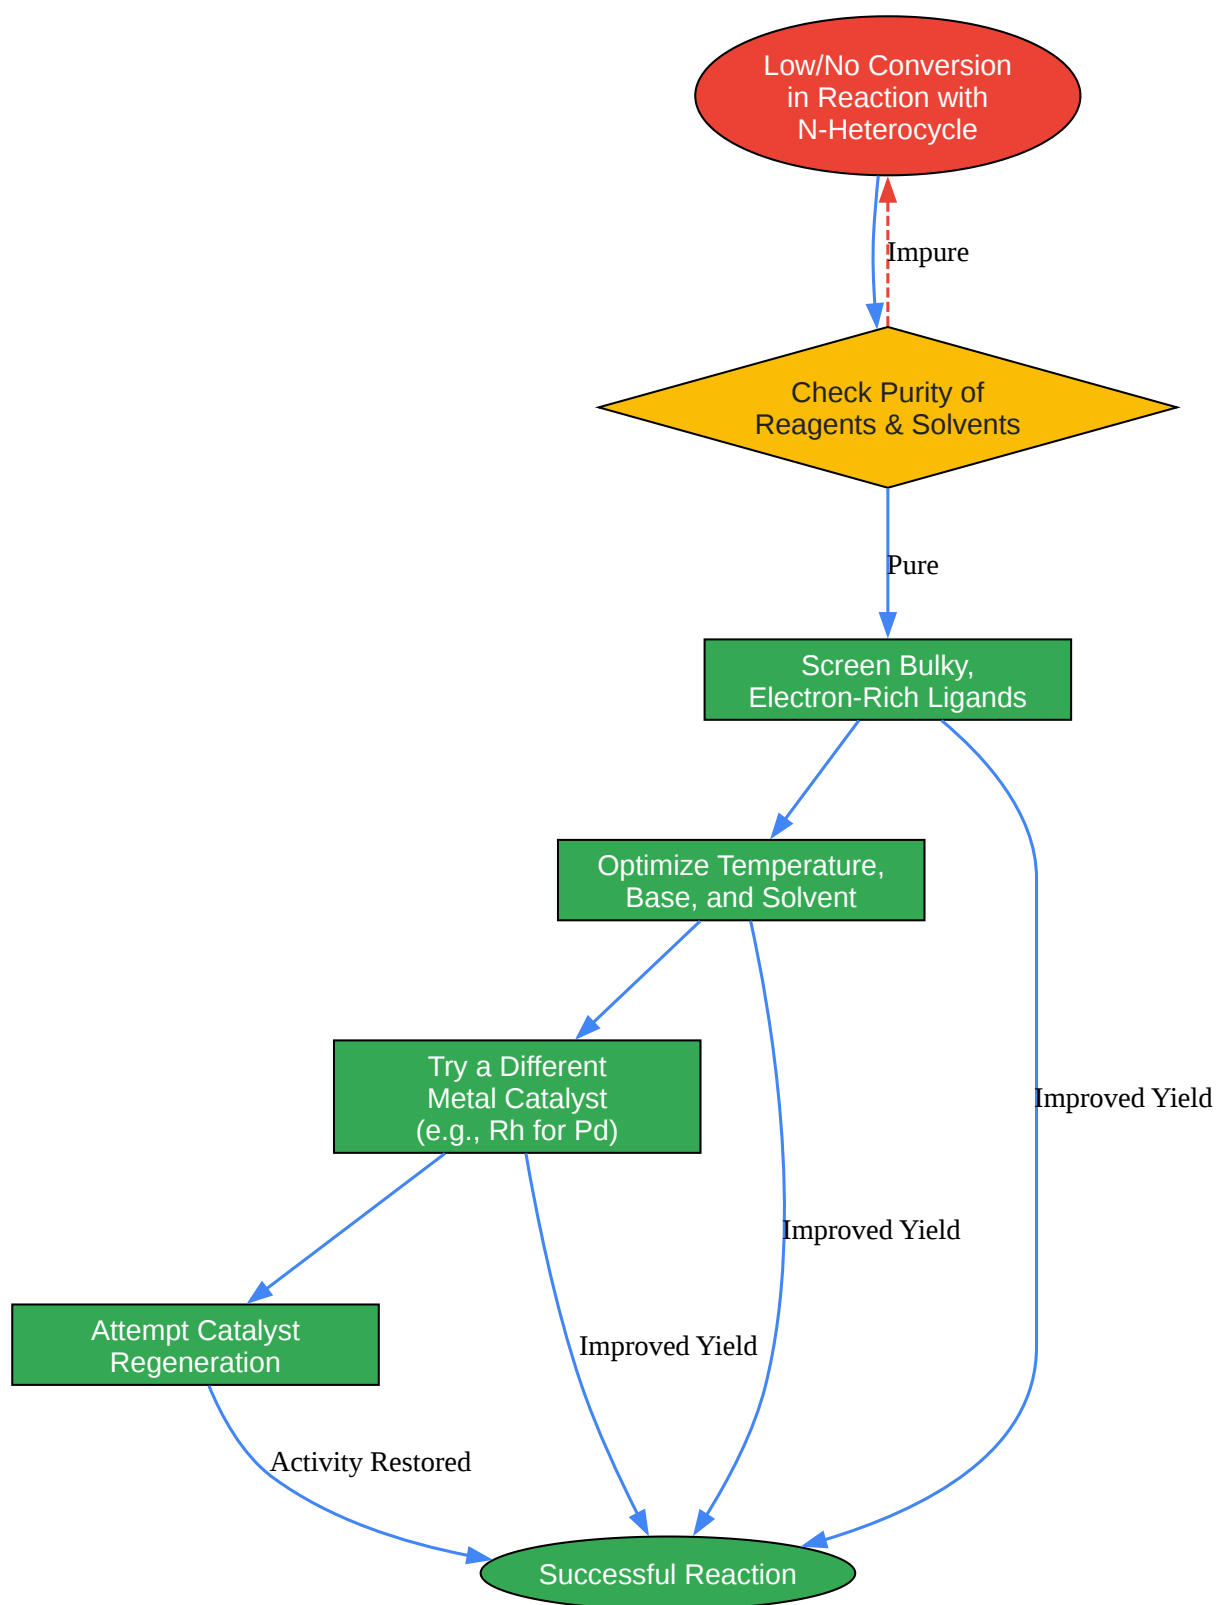 Low/No Conversion
in Reaction with
N-Heterocycle
Impure
Check Purity of
Reagents & Solvents
Pure
Screen Bulky,
Electron-Rich Ligands
Optimize Temperature,
Base, and Solvent
Try a Different
Metal Catalyst
(e.g., Rh for Pd)
Improved Yield
Improved Yield
Attempt Catalyst
Regeneration
Improved Yield
Activity Restored
Successful Reaction